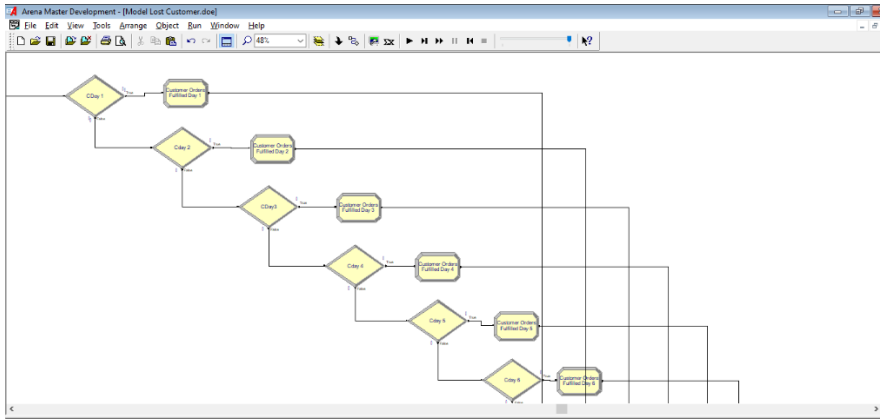 Arena Master Development - [Model Lost Customer.doe]
File Edit View Tools Arrange Object Run Window Help
48%
CDay 1
True
Customer Orders
Fulfilled Day 1
False
Cday 2
True
Customer Orders
Fulfilled Day 2
False
CDay3
True
Customer Orders
Fulfilled Day 3
False
Cday 4
True
Customer Orders
Fulfilled Day 4
False
Cday 5
True
Customer Orders
Fulfilled Day 5
False
Cday 6
True
Customer Orders
Fulfilled Day 6